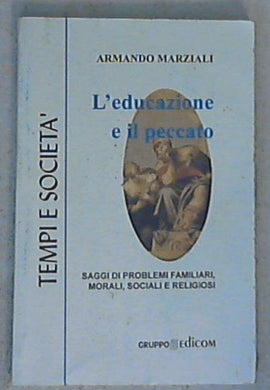 ARMANDO MARZIALI
L'educazione
e il peccato
TEMPI E SOCIETA'
SAGGI DI PROBLEMI FAMILIARI,
MORALI, SOCIALI E RELIGIOSI
GRUPPO EDICOM